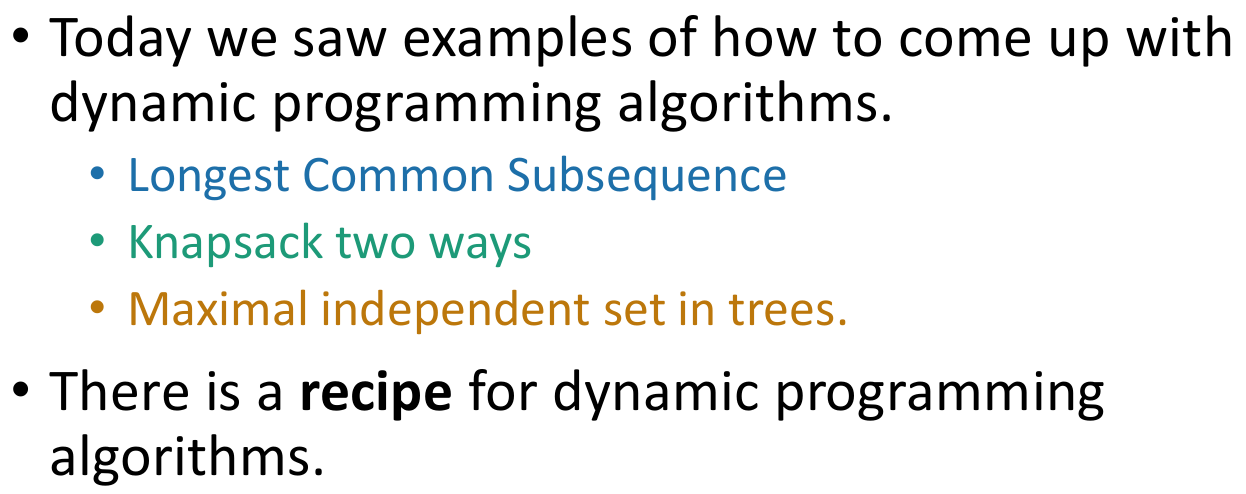 • Today we saw examples of how to come up with
dynamic programming algorithms.
• Longest Common Subsequence
• Knapsack two ways
• Maximal independent set in trees.
• There is a recipe for dynamic programming
algorithms.